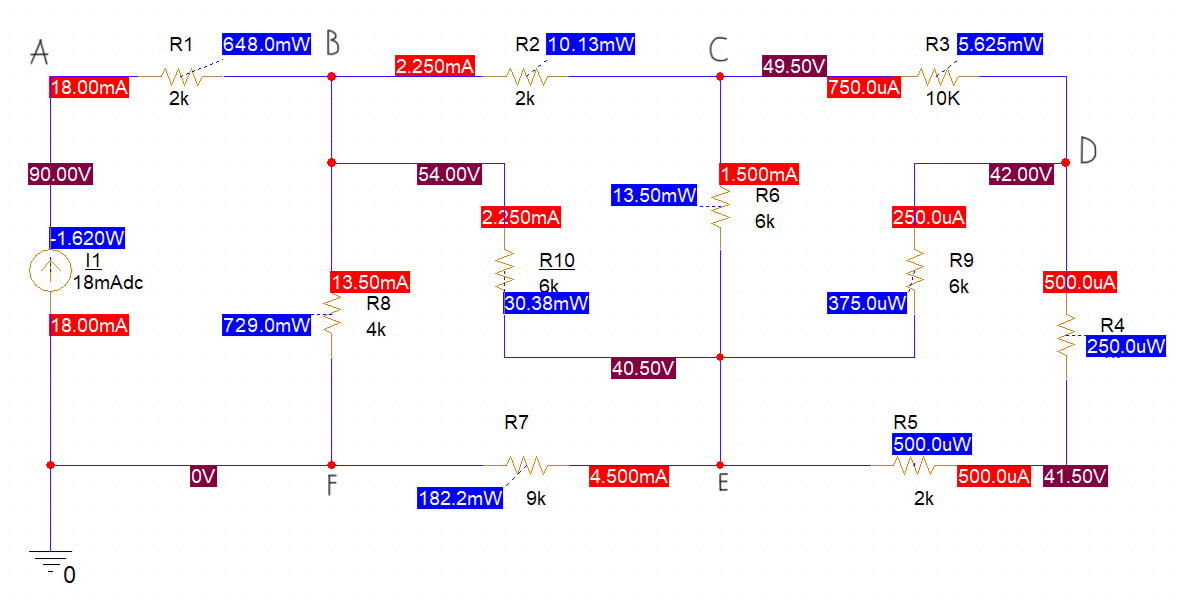 A
R1
648.0mW
B
R2
10.13mW
C
R3
5.625mW
2.250mA
49.50V
18.00mA
2k
2k
750.0uA
10K
D
90.00V
54.00V
1.500mA
42.00V
13.50mW
R6
6k
2.250mA
250.0uA
-1.620W
I1
18mAdc
R10
6k
R9
6k
13.50mA
500.0uA
R8
4k
30.38mW
375.0uW
18.00mA
729.0mW
R4
250.0uW
40.50V
R7
R5
500.0uW
0V
F
4.500mA
E
500.0uA
41.50V
182.2mW
9k
2k
0